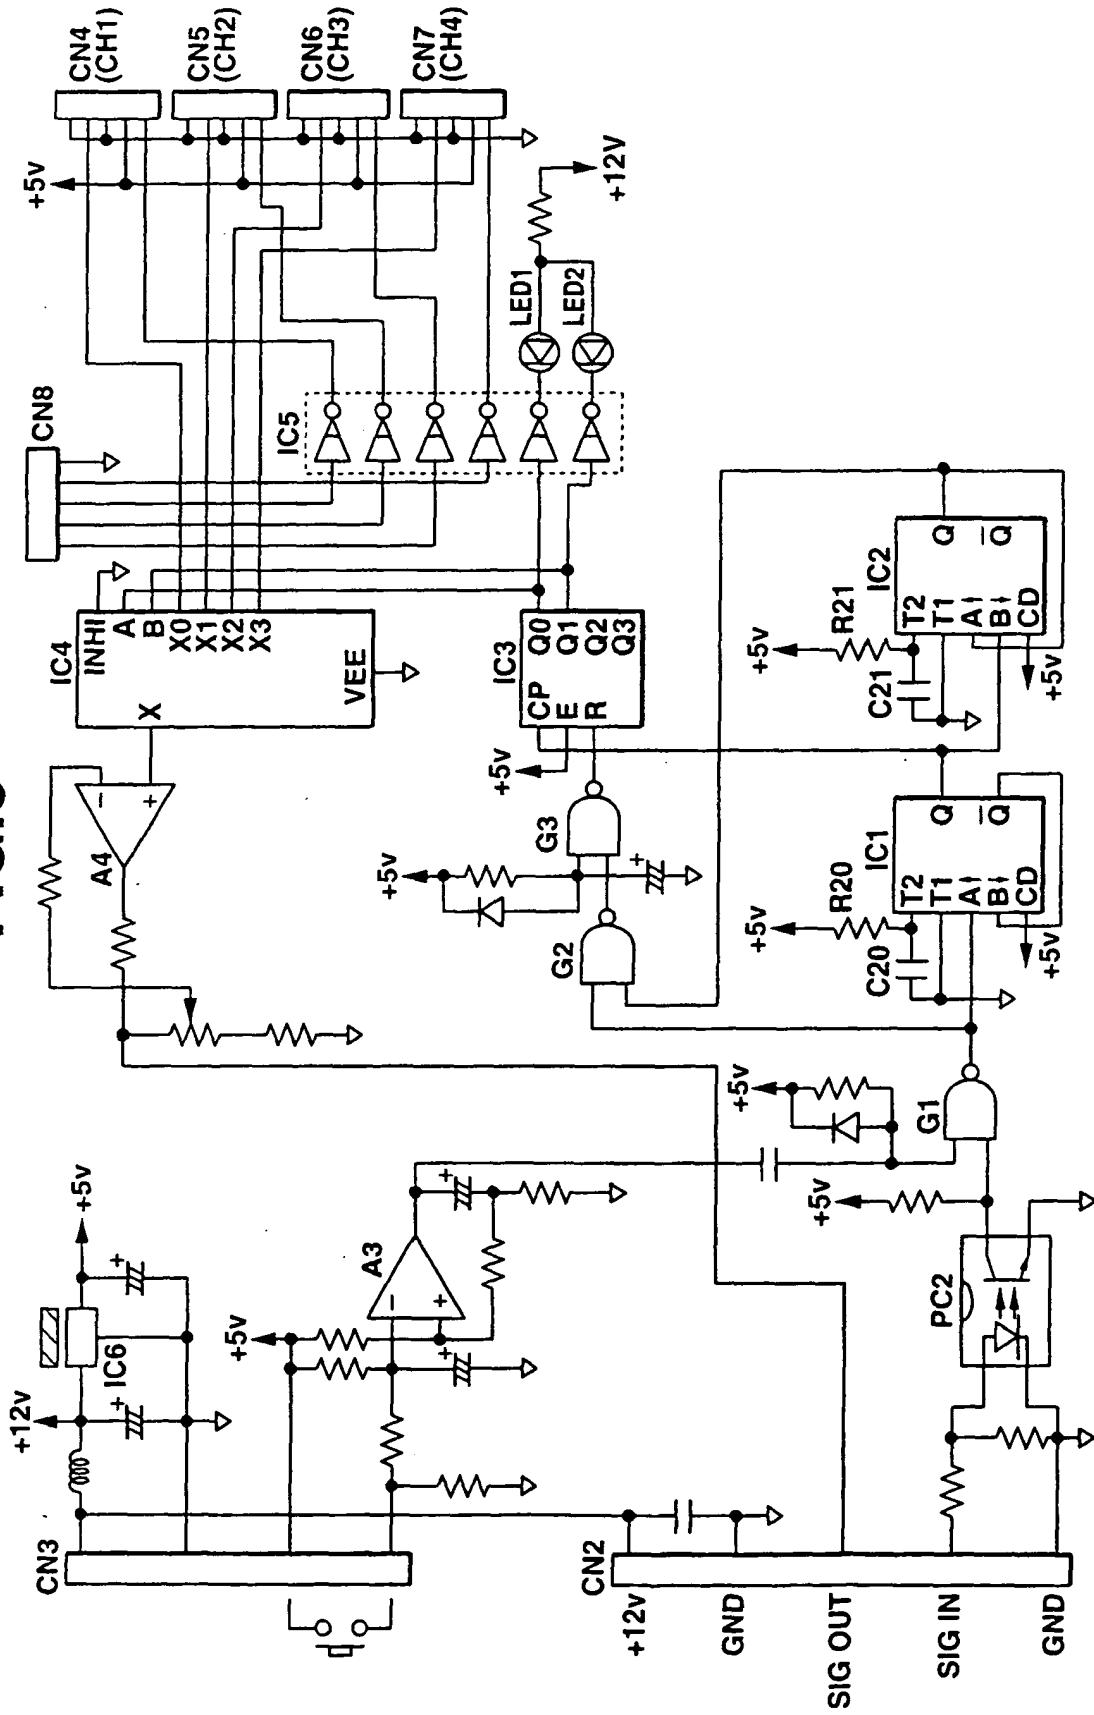 CN4
(CH1)
CN5
(CH2)
CN6
(CH3)
CN7
(CH4)
+5v
CN8
+12V
LED1
LED2
IC5
IC4
INHI
A
B
X0
X1
X2
X3
X
VEE
IC3
CP
E
R
Q0
Q1
Q2
Q3
+5v
A4
−
+
G3
+5v
+
G2
IC2
T2
T1
A
B
CD
Q
Q
R21
+5v
C21
+5v
IC1
T2
T1
A
B
CD
Q
Q
R20
+5v
C20
+5v
+5v
G1
+5v
PC2
+5v
+
IC6
+
+12v
A3
−
+
+
+
+5v
CN3
CN2
+12v
GND
SIG OUT
SIG IN
GND